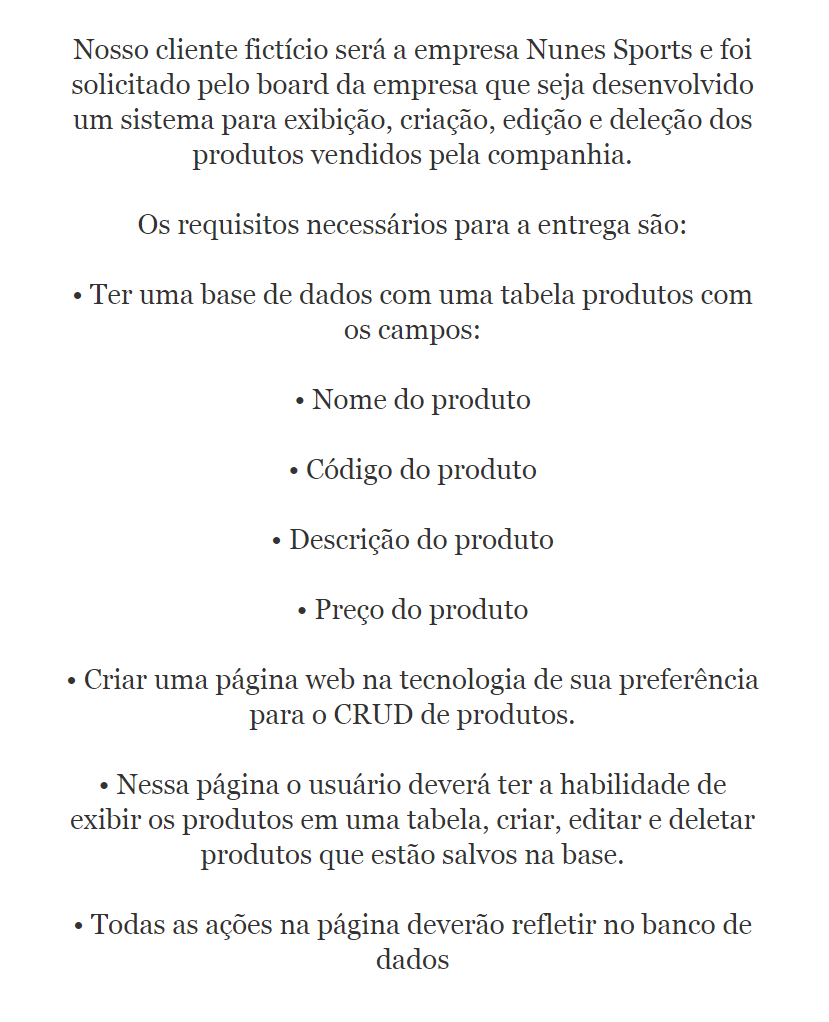 Nosso cliente fictício será a empresa Nunes Sports e foi
solicitado pelo board da empresa que seja desenvolvido
um sistema para exibição, criação, edição e deleção dos
produtos vendidos pela companhia.
Os requisitos necessários para a entrega são:
• Ter uma base de dados com uma tabela produtos com
os campos:
• Nome do produto
• Código do produto
• Descrição do produto
• Preço do produto
• Criar uma página web na tecnologia de sua preferência
para o CRUD de produtos.
• Nessa página o usuário deverá ter a habilidade de
exibir os produtos em uma tabela, criar, editar e deletar
produtos que estão salvos na base.
• Todas as ações na página deverão refletir no banco de
dados